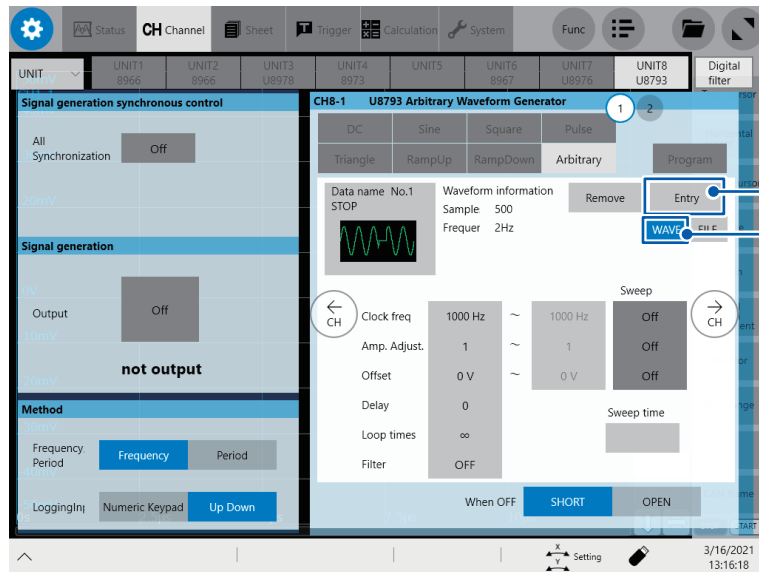 Status CH Channel Sheet Trigger Calculation System Func
UNIT UNIT1 UNIT2 UNIT3 UNIT4 UNIT5 UNIT6 UNIT7 UNIT8 Digital
8966 8966 U8978 8973 8967 U8976 U8793 filter
Signal generation synchronous control
All
Synchronization Off
Signal generation
Output Off
not output
Method
Frequency.
Period Frequency Period
LoggingInp Numeric Keypad Up Down
CH8-1 U8793 Arbitrary Waveform Generator 1 2
DC Sine Square Pulse
Triangle RampUp RampDown Arbitrary Program
Data name No.1 Waveform information Remove Entry
STOP Sample 500
Frequer 2Hz
WAVE FILE
Sweep
CH Clock freq 1000 Hz ~ 1000 Hz Off CH
Amp. Adjust. 1 ~ 1 Off
Offset 0 V ~ 0 V Off
Delay 0 Sweep time
Loop times ∞
Filter OFF
When OFF SHORT OPEN
X
Y Setting
3/16/2021
13:16:18